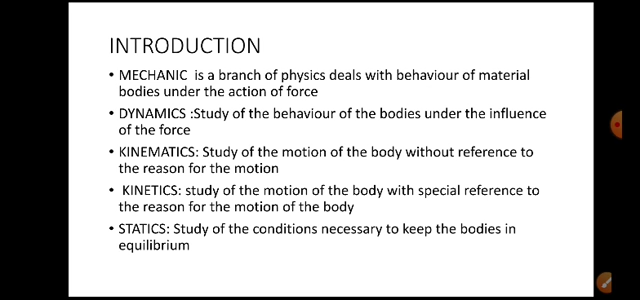 INTRODUCTION
• MECHANIC  is a branch of physics deals with behaviour of material
bodies under the action of force
• DYNAMICS :Study of the behaviour of the bodies under the influence
of the force
• KINEMATICS: Study of the motion of the body without reference to
the reason for the motion
•  KINETICS: study of the motion of the body with special reference to
the reason for the motion of the body
• STATICS: Study of the conditions necessary to keep the bodies in
equilibrium